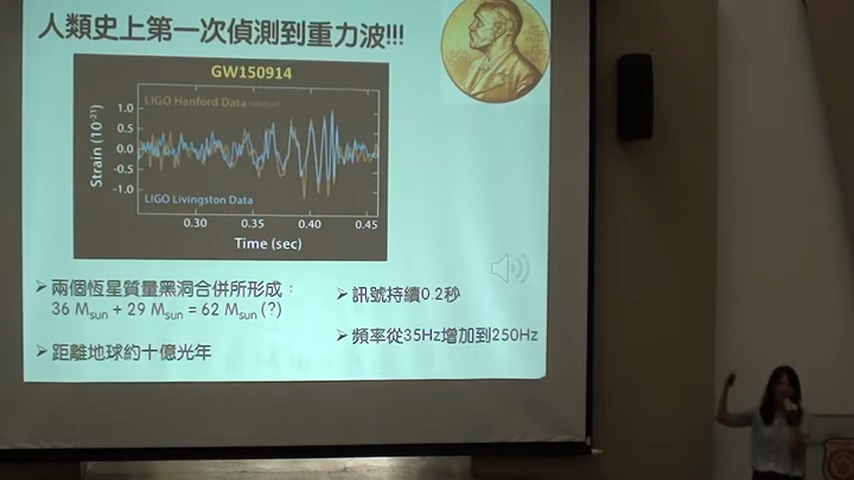 人類史上第一次偵測到重力波!!!
GW150914
LIGO Hanford Data
Strain (10⁻²¹)
1.0
0.5
0.0
-0.5
-1.0
LIGO Livingston Data
0.30 0.35 0.40 0.45
Time (sec)
➢ 兩個恆星質量黑洞合併所形成：
36 Msun + 29 Msun = 62 Msun (?)
➢ 距離地球約十億光年
➢ 訊號持續0.2秒
➢ 頻率從35Hz增加到250Hz